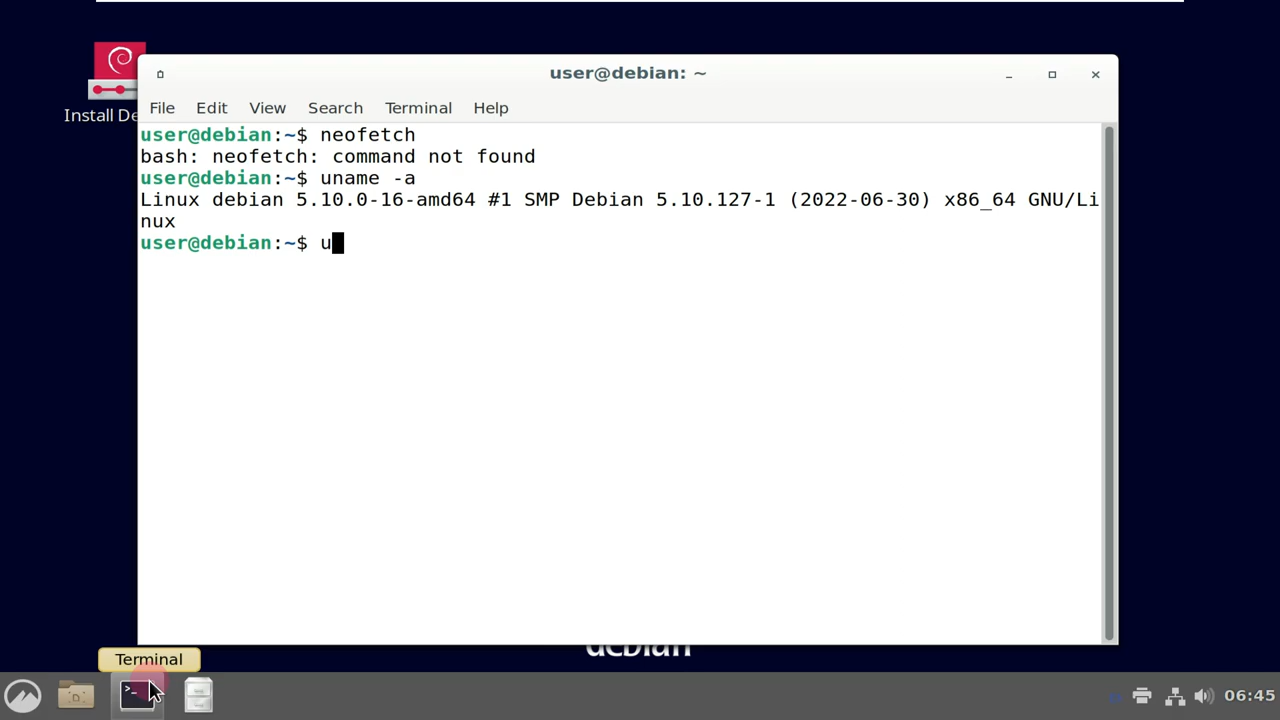 Install De
user@debian: ~
File Edit View Search Terminal Help
user@debian:~$ neofetch
bash: neofetch: command not found
user@debian:~$ uname -a
Linux debian 5.10.0-16-amd64 #1 SMP Debian 5.10.127-1 (2022-06-30) x86_64 GNU/Li
nux
user@debian:~$ u
debian
Terminal
06:45